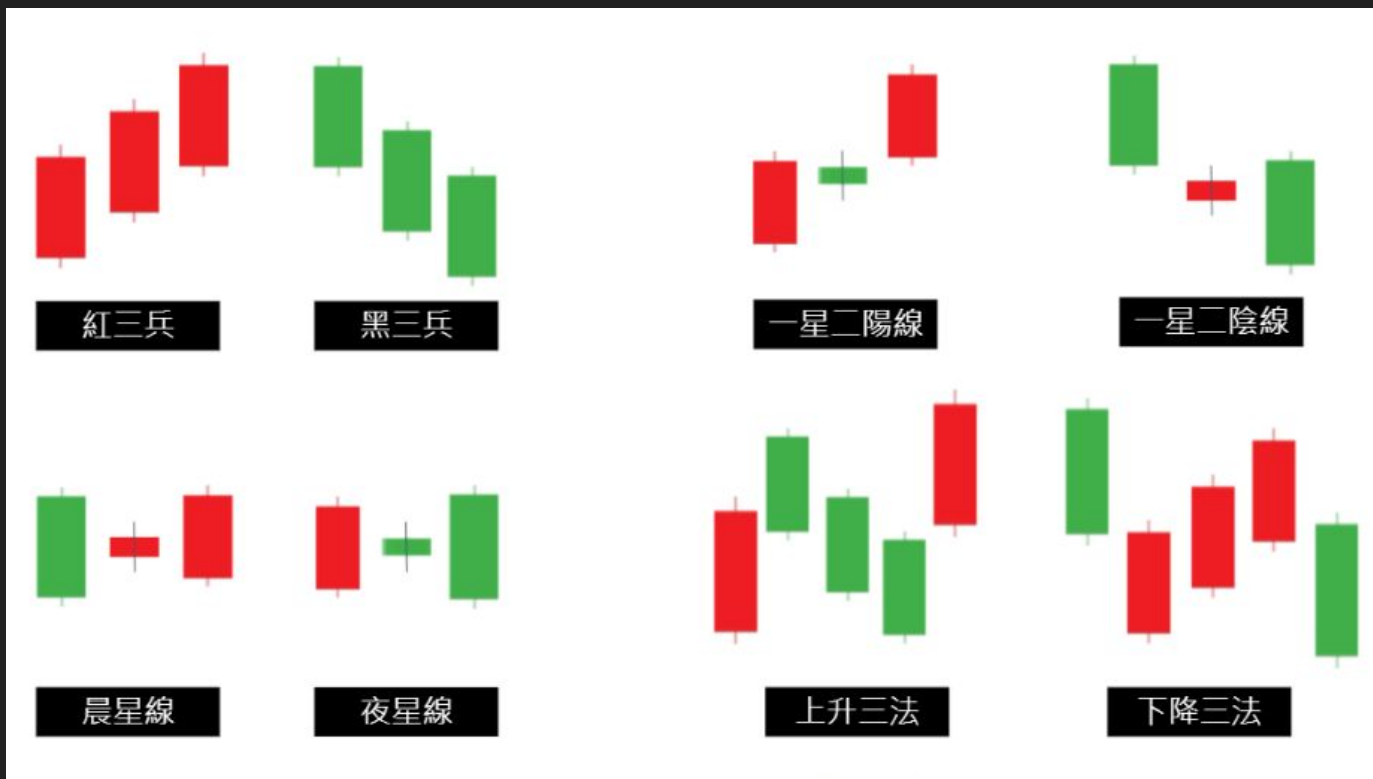 紅三兵
黑三兵
一星二陽線
一星二陰線
晨星線
夜星線
上升三法
下降三法